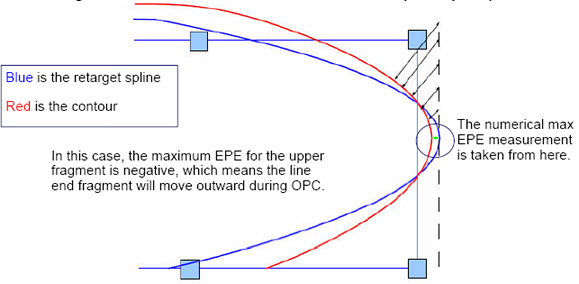 Blue is the retarget spline
Red is the contour
The numerical max
EPE measurement
is taken from here.
In this case, the maximum EPE for the upper
fragment is negative, which means the line
end fragment will move outward during OPC.